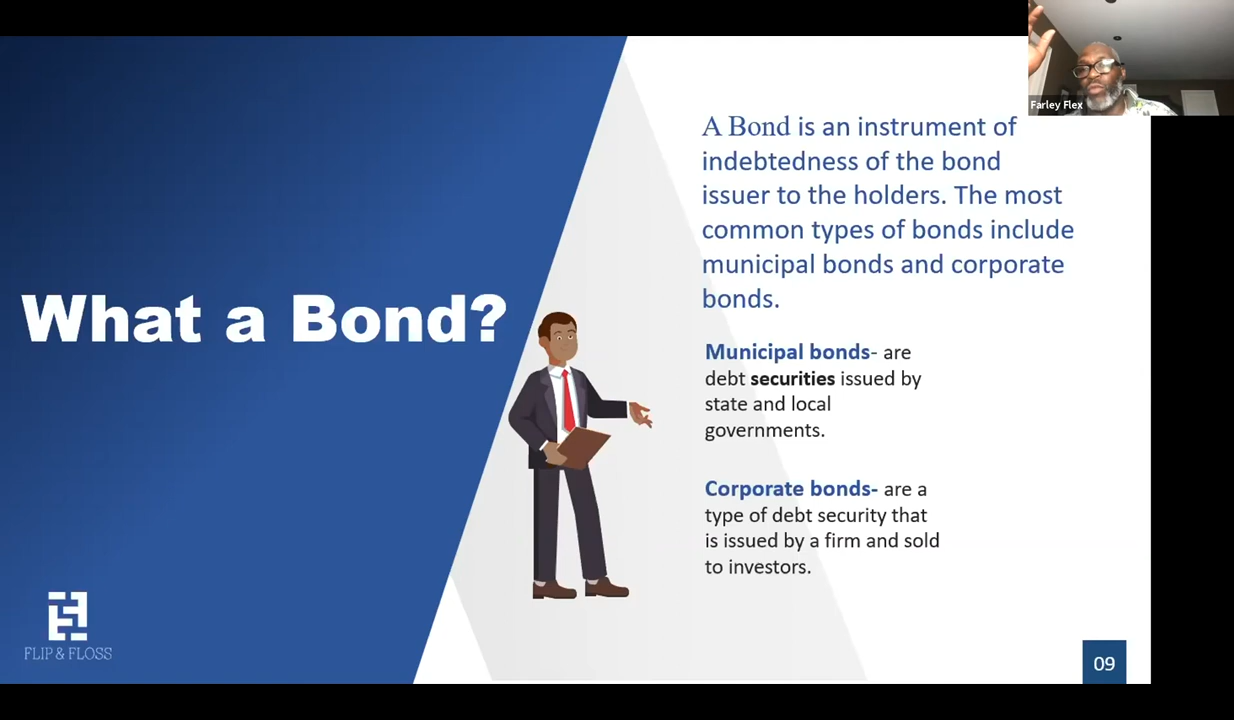 Farley Flex
What a Bond?
A Bond is an instrument of
indebtedness of the bond
issuer to the holders. The most
common types of bonds include
municipal bonds and corporate
bonds.
Municipal bonds- are
debt securities issued by
state and local
governments.
Corporate bonds- are a
type of debt security that
is issued by a firm and sold
to investors.
FLIP & FLOSS
09